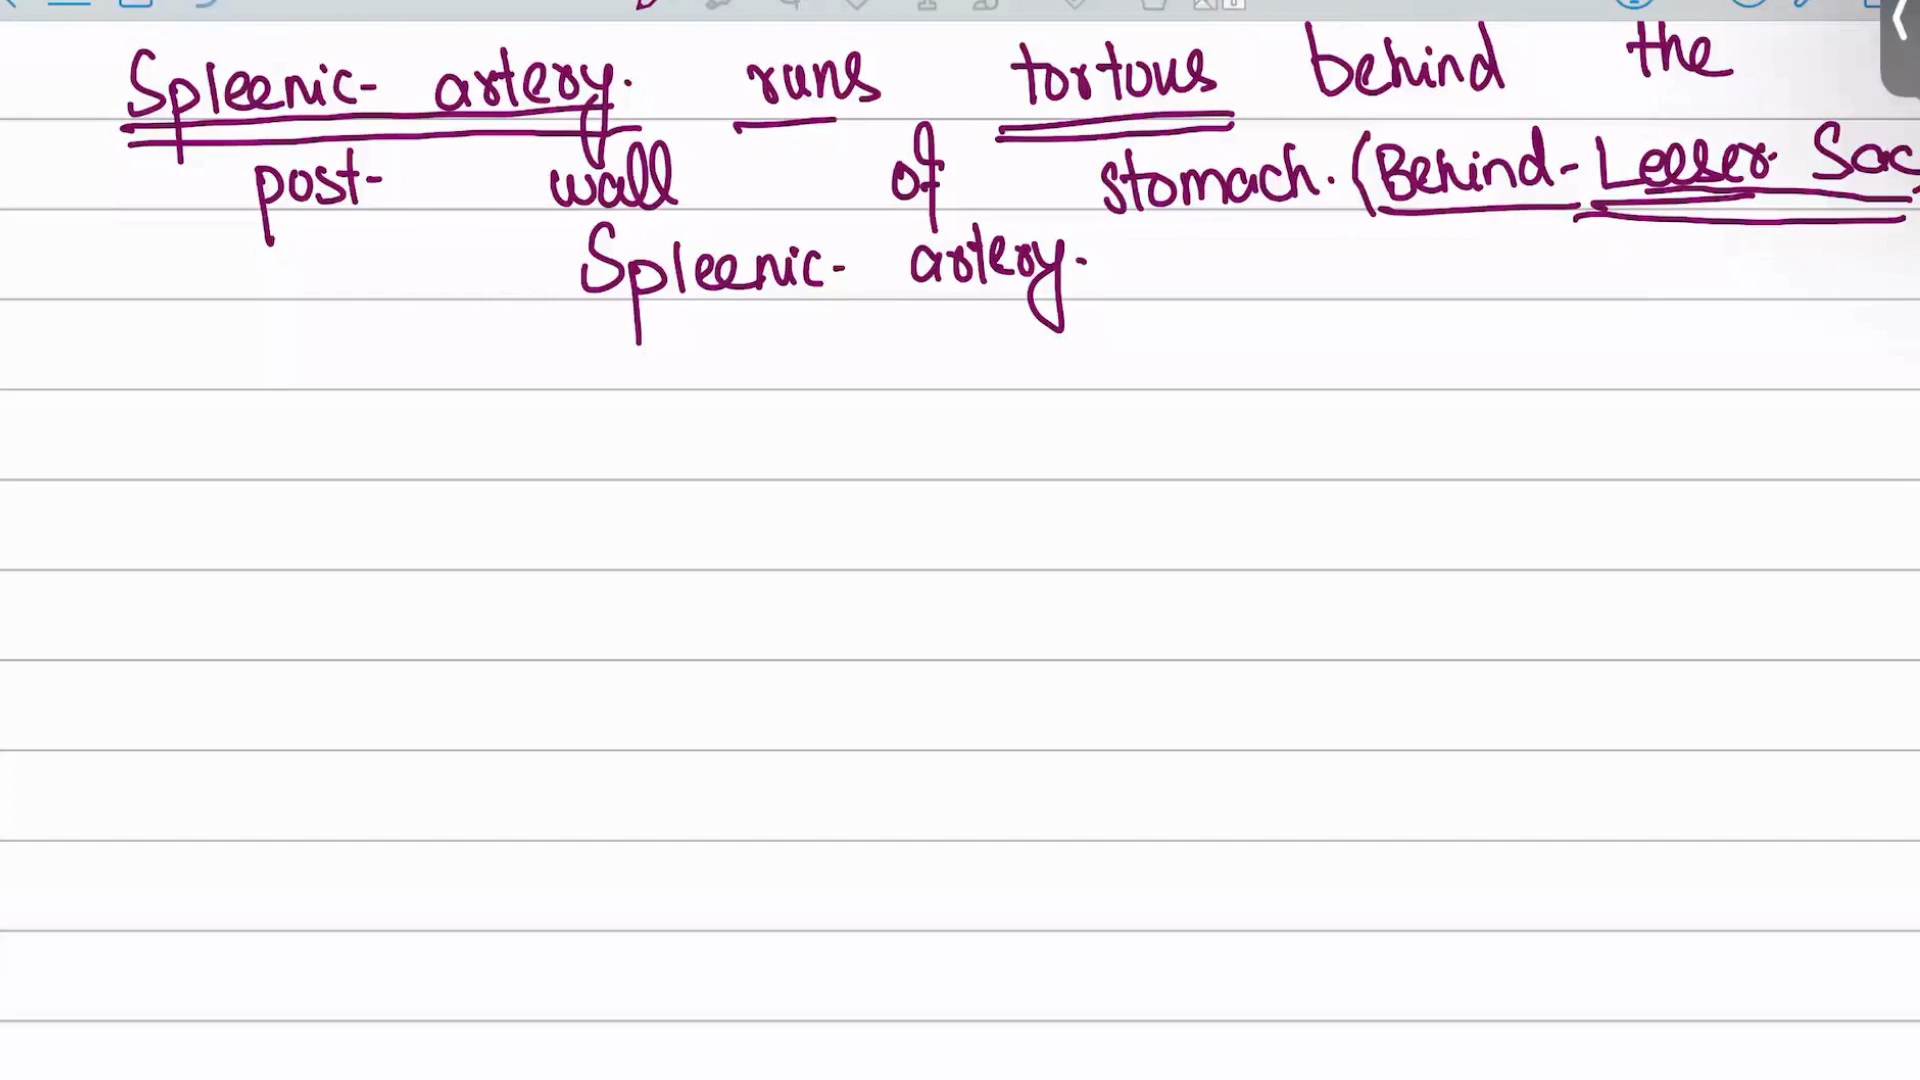 Spleenic- artery. runs tortous behind the
post- wall of stomach. (Behind- Lesser Sac)
Spleenic- artery.